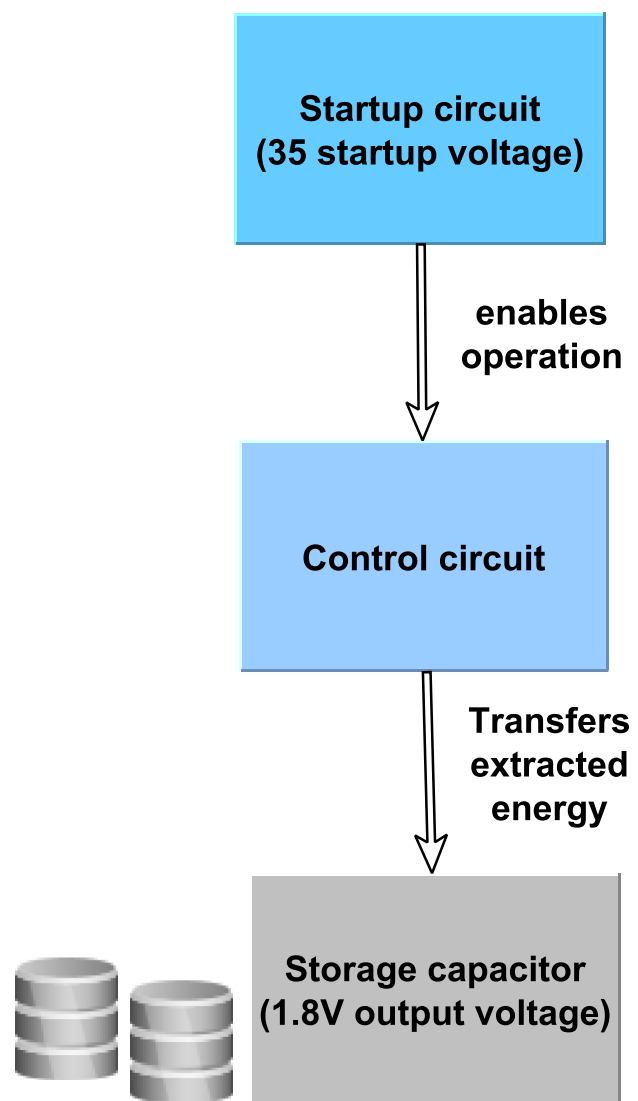 Startup circuit
(35 startup voltage)
enables
operation
Control circuit
Transfers
extracted
energy
Storage capacitor
(1.8V output voltage)